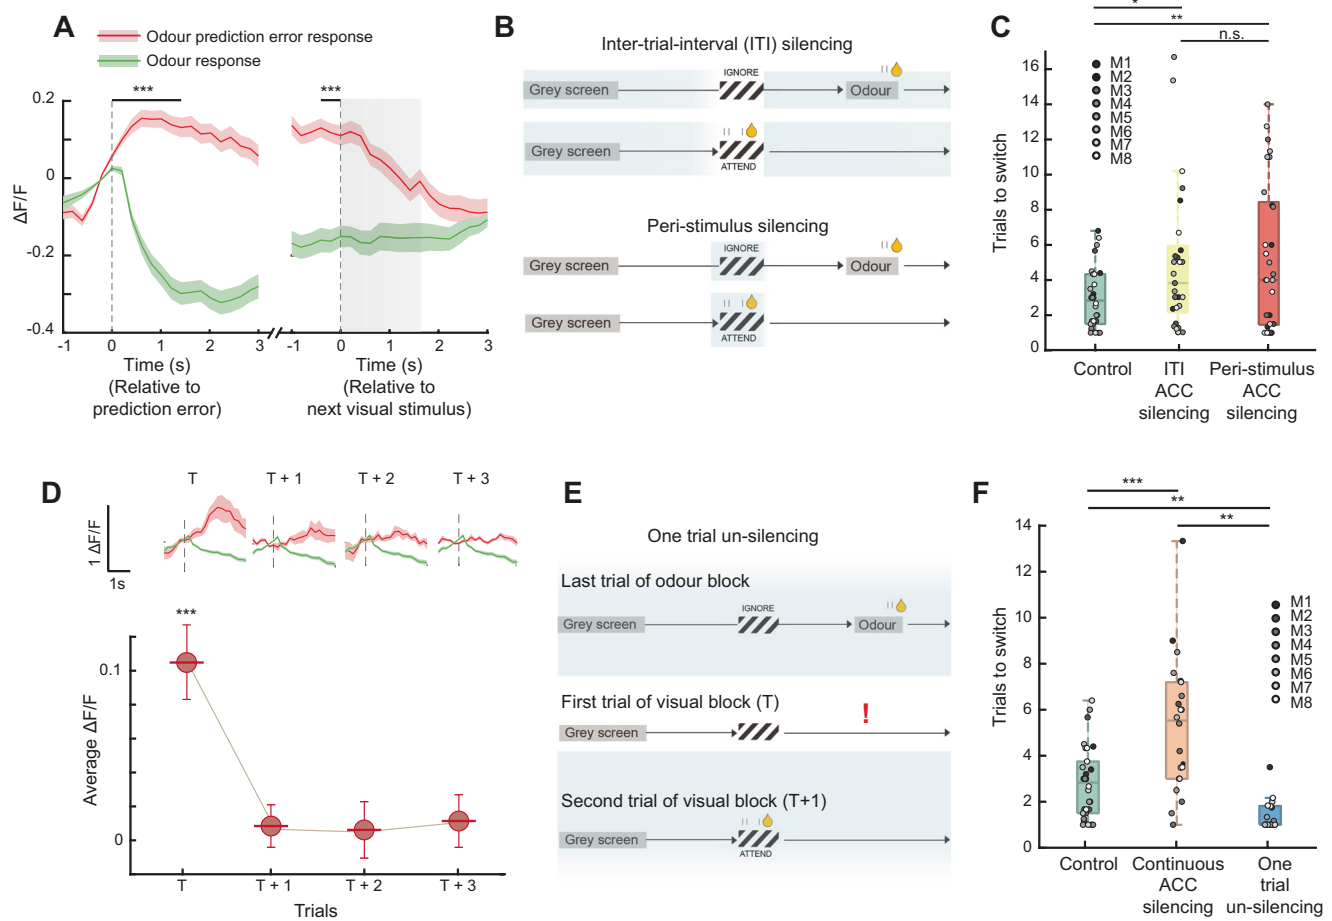 A
Odour prediction error response
Odour response
***
***
0.2
0
-0.2
-0.4
ΔF/F
-1 0 1 2 3
-1 0 1 2 3
Time (s)
(Relative to
prediction error)
Time (s)
(Relative to
next visual stimulus)
B
Inter-trial-interval (ITI) silencing
IGNORE
Grey screen
Odour
Grey screen
ATTEND
Peri-stimulus silencing
IGNORE
Grey screen
Odour
Grey screen
ATTEND
C
*
**
n.s.
M1
M2
M3
M4
M5
M6
M7
M8
16
14
12
10
8
6
4
2
0
Trials to switch
Control
ITI
ACC
silencing
Peri-stimulus
ACC
silencing
D
T
T + 1
T + 2
T + 3
1 ΔF/F
1s
***
0.1
0
Average ΔF/F
T
T + 1
T + 2
T + 3
Trials
E
One trial un-silencing
Last trial of odour block
IGNORE
Grey screen
Odour
First trial of visual block (T)
!
Grey screen
Second trial of visual block (T+1)
Grey screen
ATTEND
F
***
**
**
14
12
10
8
6
4
2
0
Trials to switch
M1
M2
M3
M4
M5
M6
M7
M8
Control
Continuous
ACC
silencing
One
trial
un-silencing